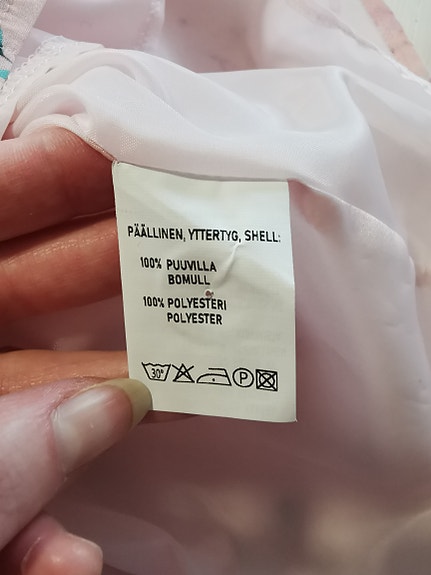 PÄÄLLINEN, YTTERTYG, SHELL:
100% PUUVILLA
BOMULL
100% POLYESTERI
POLYESTER
30° P